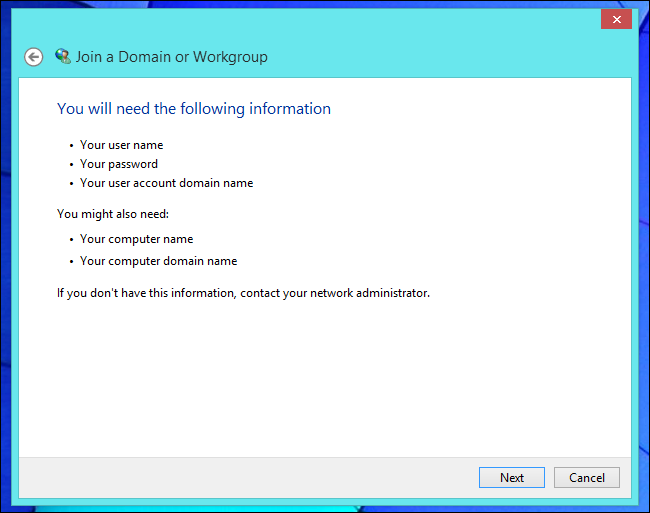 Join a Domain or Workgroup
You will need the following information
• Your user name
• Your password
• Your user account domain name
You might also need:
• Your computer name
• Your computer domain name
If you don't have this information, contact your network administrator.
Next Cancel